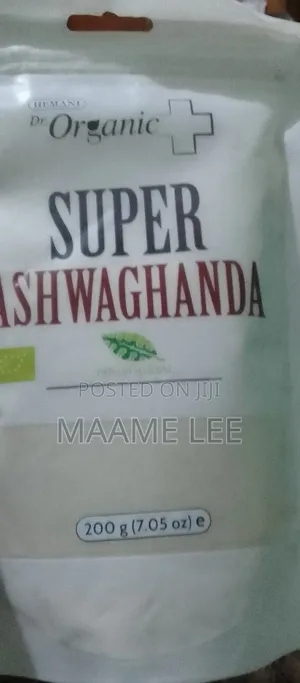 HEMANI
Dr Organic
SUPER
ASHWAGHANDA
POSTED ON JIJI
MAAME LEE
200 g (7.05 oz) e